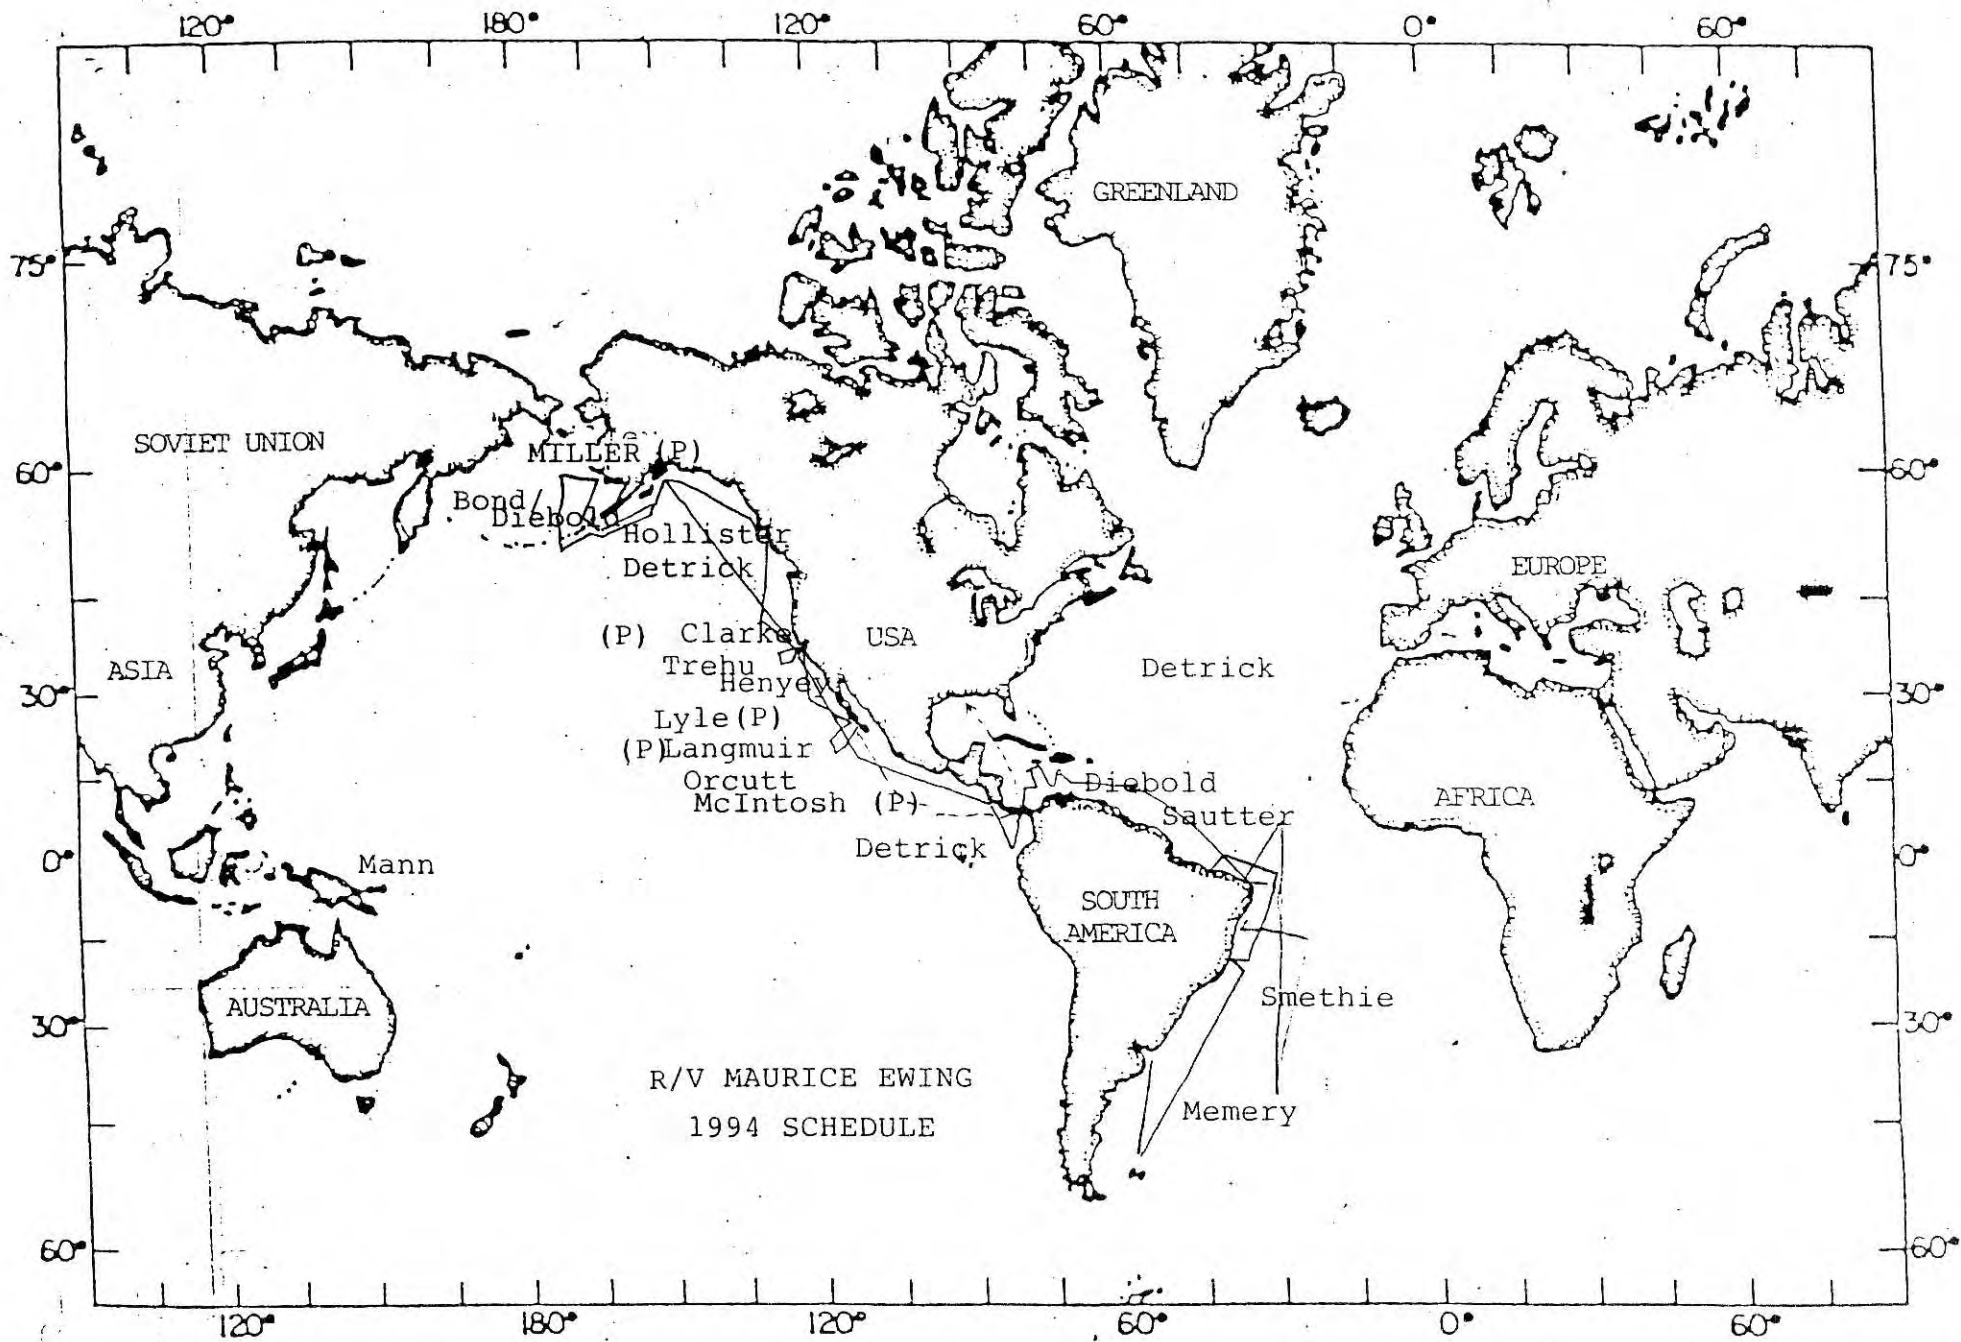 120° 180° 120° 60° 0° 60°
GREENLAND
75° 75°
SOVIET UNION
MILLER (P)
60° 60°
Bond/
Diebold
Hollister
Detrick
EUROPE
(P) Clarke
USA
Trehu
Detrick
ASIA
Henyey
30° 30°
Lyle(P)
(P)Langmuir
Orcutt
Diebold
McIntosh (P)
AFRICA
Sautter
Detrick
0° 0°
Mann
SOUTH
AMERICA
Smethie
AUSTRALIA
30° 30°
R/V MAURICE EWING
Memery
1994 SCHEDULE
60° 60°
120° 180° 120° 60° 0° 60°